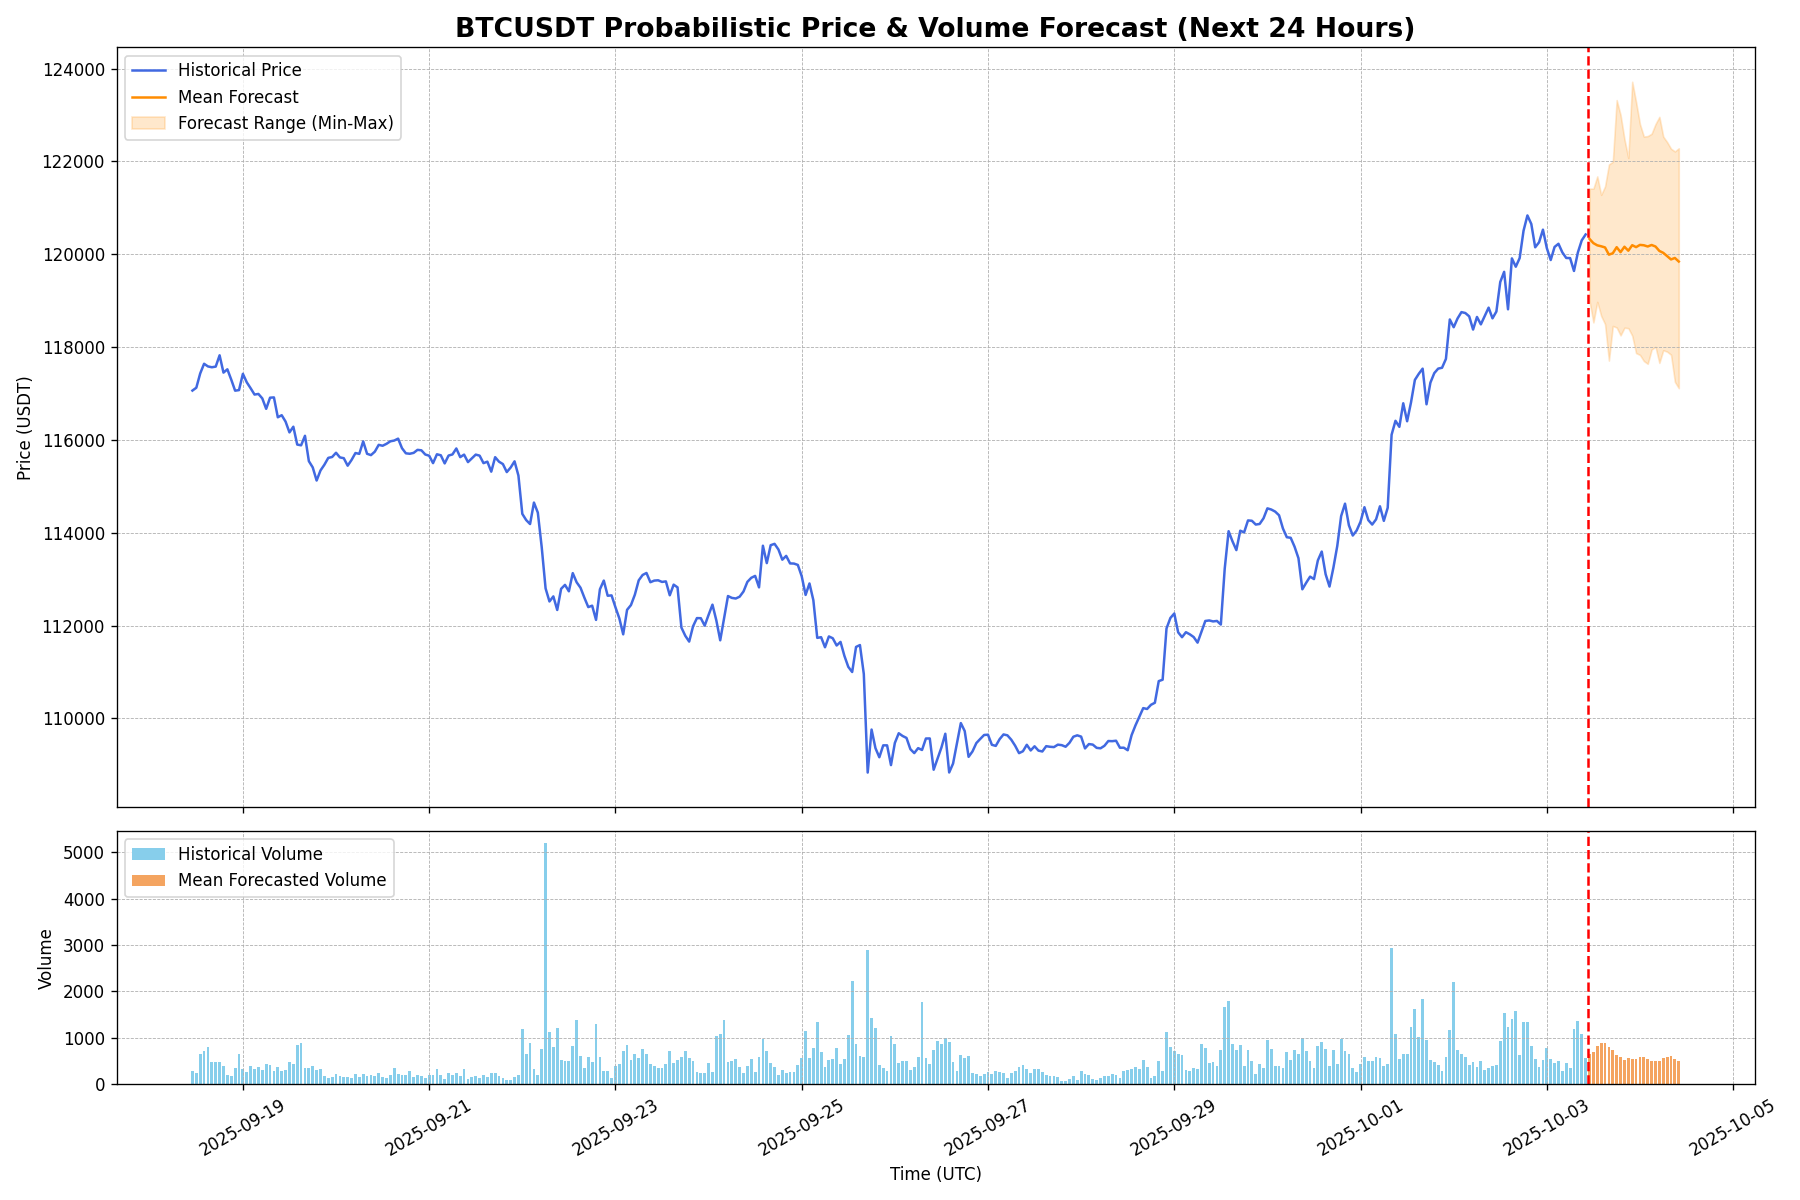 BTCUSDT Probabilistic Price & Volume Forecast (Next 24 Hours)
Historical Price
Mean Forecast
Forecast Range (Min-Max)
Price (USDT)
124000
122000
120000
118000
116000
114000
112000
110000
Historical Volume
Mean Forecasted Volume
Volume
5000
4000
3000
2000
1000
0
2025-09-19
2025-09-21
2025-09-23
2025-09-25
2025-09-27
2025-09-29
2025-10-01
2025-10-03
2025-10-05
Time (UTC)